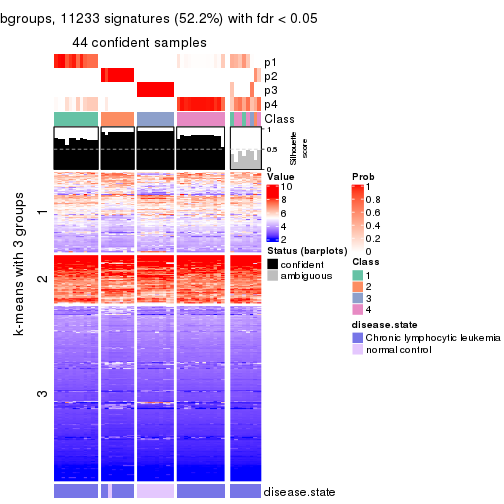 bgroups, 11233 signatures (52.2%) with fdr < 0.05
44 confident samples
p1
p2
p3
p4
Class
1
0.5
0
Silhouette
score
k-means with 3 groups
1
2
3
Value
10
8
6
4
2
Status (barplots)
confident
ambiguous
Prob
1
0.8
0.6
0.4
0.2
0
Class
1
2
3
4
disease.state
Chronic lymphocytic leukemia
normal control
disease.state